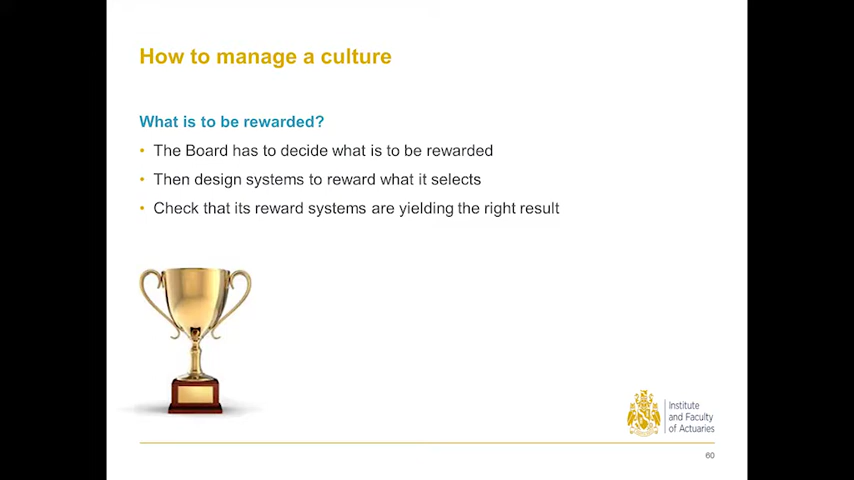 How to manage a culture
What is to be rewarded?
• The Board has to decide what is to be rewarded
• Then design systems to reward what it selects
• Check that its reward systems are yielding the right result
Institute
and Faculty
of Actuaries
60